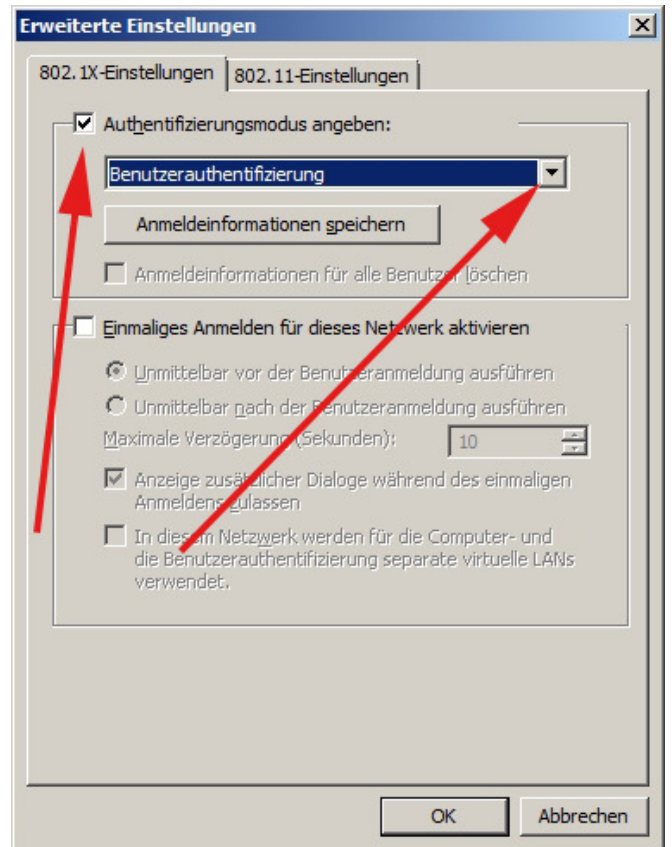 Erweiterte Einstellungen
802.1X-Einstellungen
802.11-Einstellungen
Authentifizierungsmodus angeben:
Benutzerauthentifizierung
Anmeldeinformationen speichern
Anmeldeinformationen für alle Benutzer löschen
Einmaliges Anmelden für dieses Netzwerk aktivieren
Unmittelbar vor der Benutzeranmeldung ausführen
Unmittelbar nach der Benutzeranmeldung ausführen
Maximale Verzögerung (Sekunden):
10
Anzeige zusätzlicher Dialoge während des einmaligen
Anmeldens zulassen
In diesem Netzwerk werden für die Computer- und
die Benutzerauthentifizierung separate virtuelle LANs
verwendet.
OK
Abbrechen